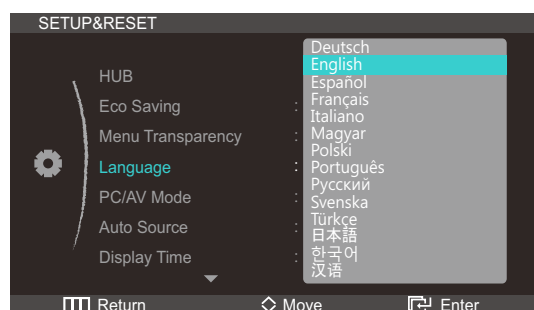 SETUP&RESET
HUB
Eco Saving :
Menu Transparency :
Language :
PC/AV Mode :
Auto Source :
Display Time :
Deutsch
English
Español
Français
Italiano
Magyar
Polski
Português
Русский
Svenska
Türkçe
日本語
한국어
汉语
Return Move Enter